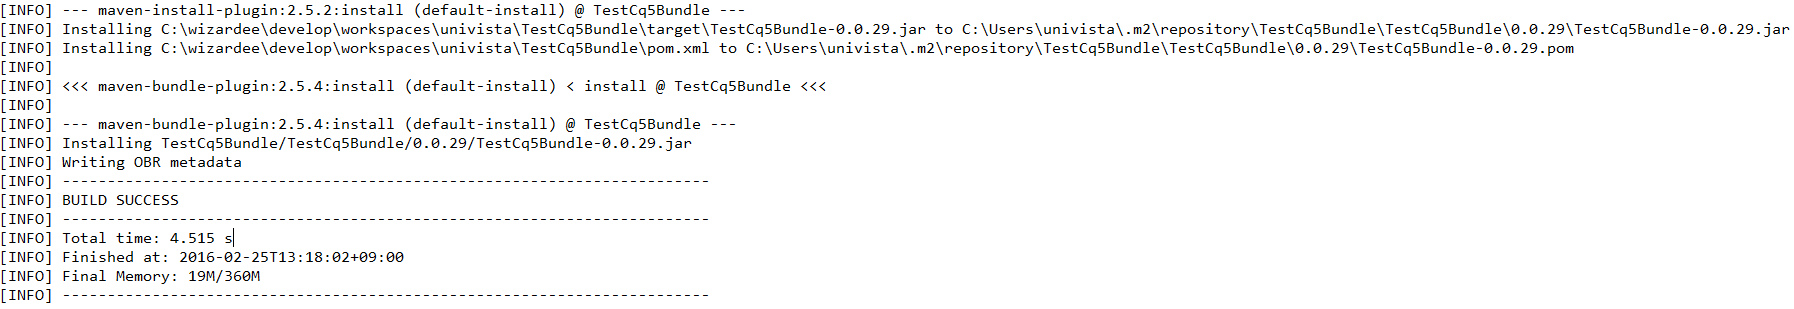 [INFO] --- maven-install-plugin:2.5.2:install (default-install) @ TestCq5Bundle ---
[INFO] Installing C:\wizardee\develop\workspaces\univista\TestCq5Bundle\target\TestCq5Bundle-0.0.29.jar to C:\Users\univista\.m2\repository\TestCq5Bundle\TestCq5Bundle\0.0.29\TestCq5Bundle-0.0.29.jar
[INFO] Installing C:\wizardee\develop\workspaces\univista\TestCq5Bundle\pom.xml to C:\Users\univista\.m2\repository\TestCq5Bundle\TestCq5Bundle\0.0.29\TestCq5Bundle-0.0.29.pom
[INFO]
[INFO] <<< maven-bundle-plugin:2.5.4:install (default-install) < install @ TestCq5Bundle <<<
[INFO]
[INFO] --- maven-bundle-plugin:2.5.4:install (default-install) @ TestCq5Bundle ---
[INFO] Installing TestCq5Bundle/TestCq5Bundle/0.0.29/TestCq5Bundle-0.0.29.jar
[INFO] Writing OBR metadata
[INFO] ------------------------------------------------------------------------
[INFO] BUILD SUCCESS
[INFO] ------------------------------------------------------------------------
[INFO] Total time: 4.515 s
[INFO] Finished at: 2016-02-25T13:18:02+09:00
[INFO] Final Memory: 19M/360M
[INFO] ------------------------------------------------------------------------